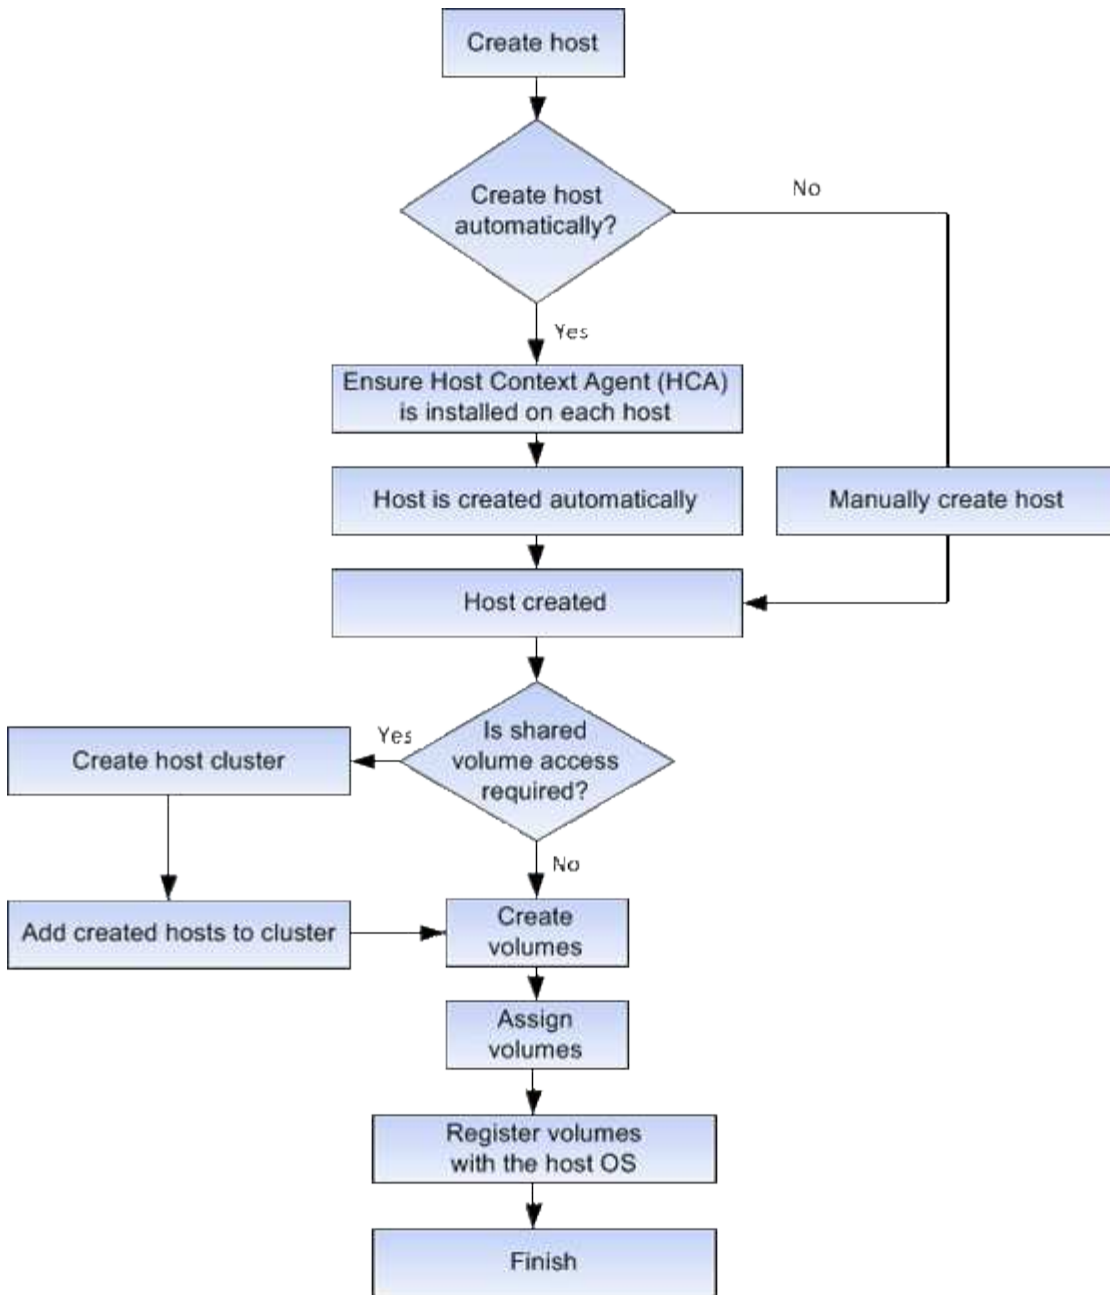 Create host
Create host
automatically?
No
Yes
Ensure Host Context Agent (HCA)
is installed on each host
Host is created automatically
Manually create host
Host created
Is shared
volume access
required?
Yes
Create host cluster
No
Add created hosts to cluster
Create
volumes
Assign
volumes
Register volumes
with the host OS
Finish